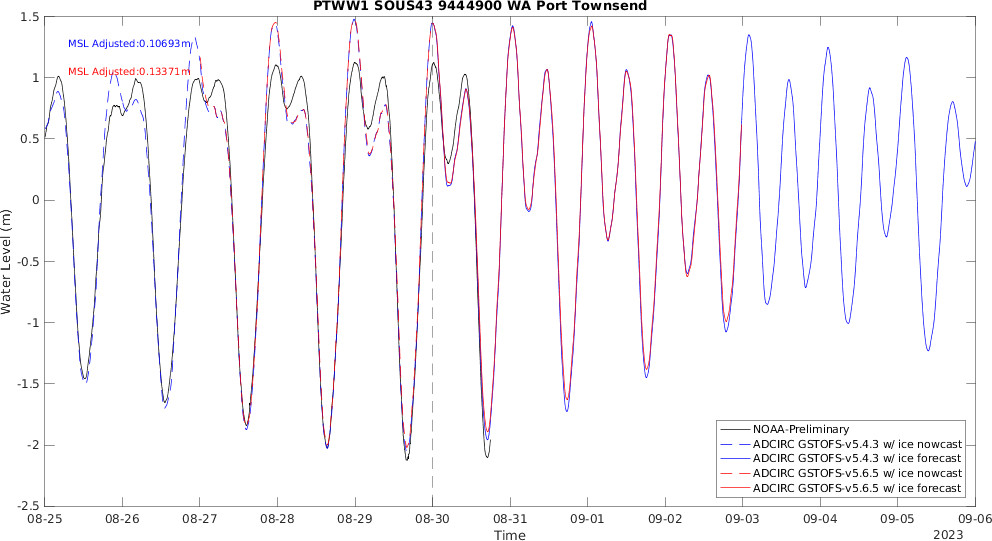 PTWW1 SOUS43 9444900 WA Port Townsend
MSL Adjusted:0.10693m
MSL Adjusted:0.13371m
Water Level (m)
1.5
1
0.5
0
-0.5
-1
-1.5
-2
-2.5
NOAA-Preliminary
ADCIRC GSTOFS-v5.4.3 w/ ice nowcast
ADCIRC GSTOFS-v5.4.3 w/ ice forecast
ADCIRC GSTOFS-v5.6.5 w/ ice nowcast
ADCIRC GSTOFS-v5.6.5 w/ ice forecast
08-25 08-26 08-27 08-28 08-29 08-30 08-31 09-01 09-02 09-03 09-04 09-05 09-06
Time
2023